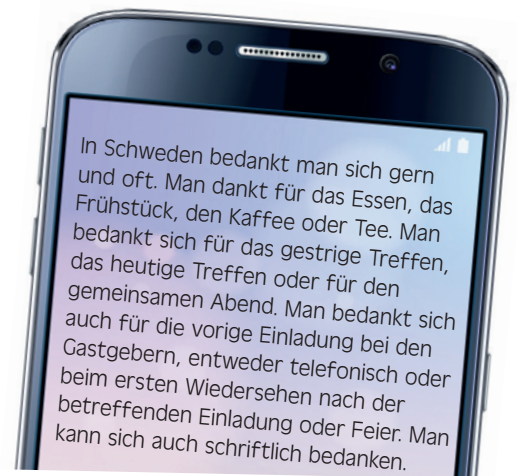 In Schweden bedankt man sich gern
und oft. Man dankt für das Essen, das
Frühstück, den Kaffee oder Tee. Man
bedankt sich für das gestrige Treffen,
das heutige Treffen oder für den
gemeinsamen Abend. Man bedankt sich
auch für die vorige Einladung bei den
Gastgebern, entweder telefonisch oder
beim ersten Wiedersehen nach der
betreffenden Einladung oder Feier. Man
kann sich auch schriftlich bedanken.